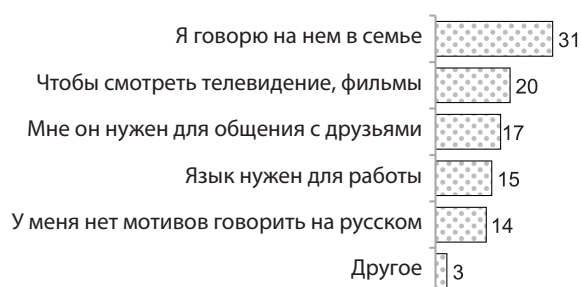 Я говорю на нем в семье 31
Чтобы смотреть телевидение, фильмы 20
Мне он нужен для общения с друзьями 17
Язык нужен для работы 15
У меня нет мотивов говорить на русском 14
Другое 3